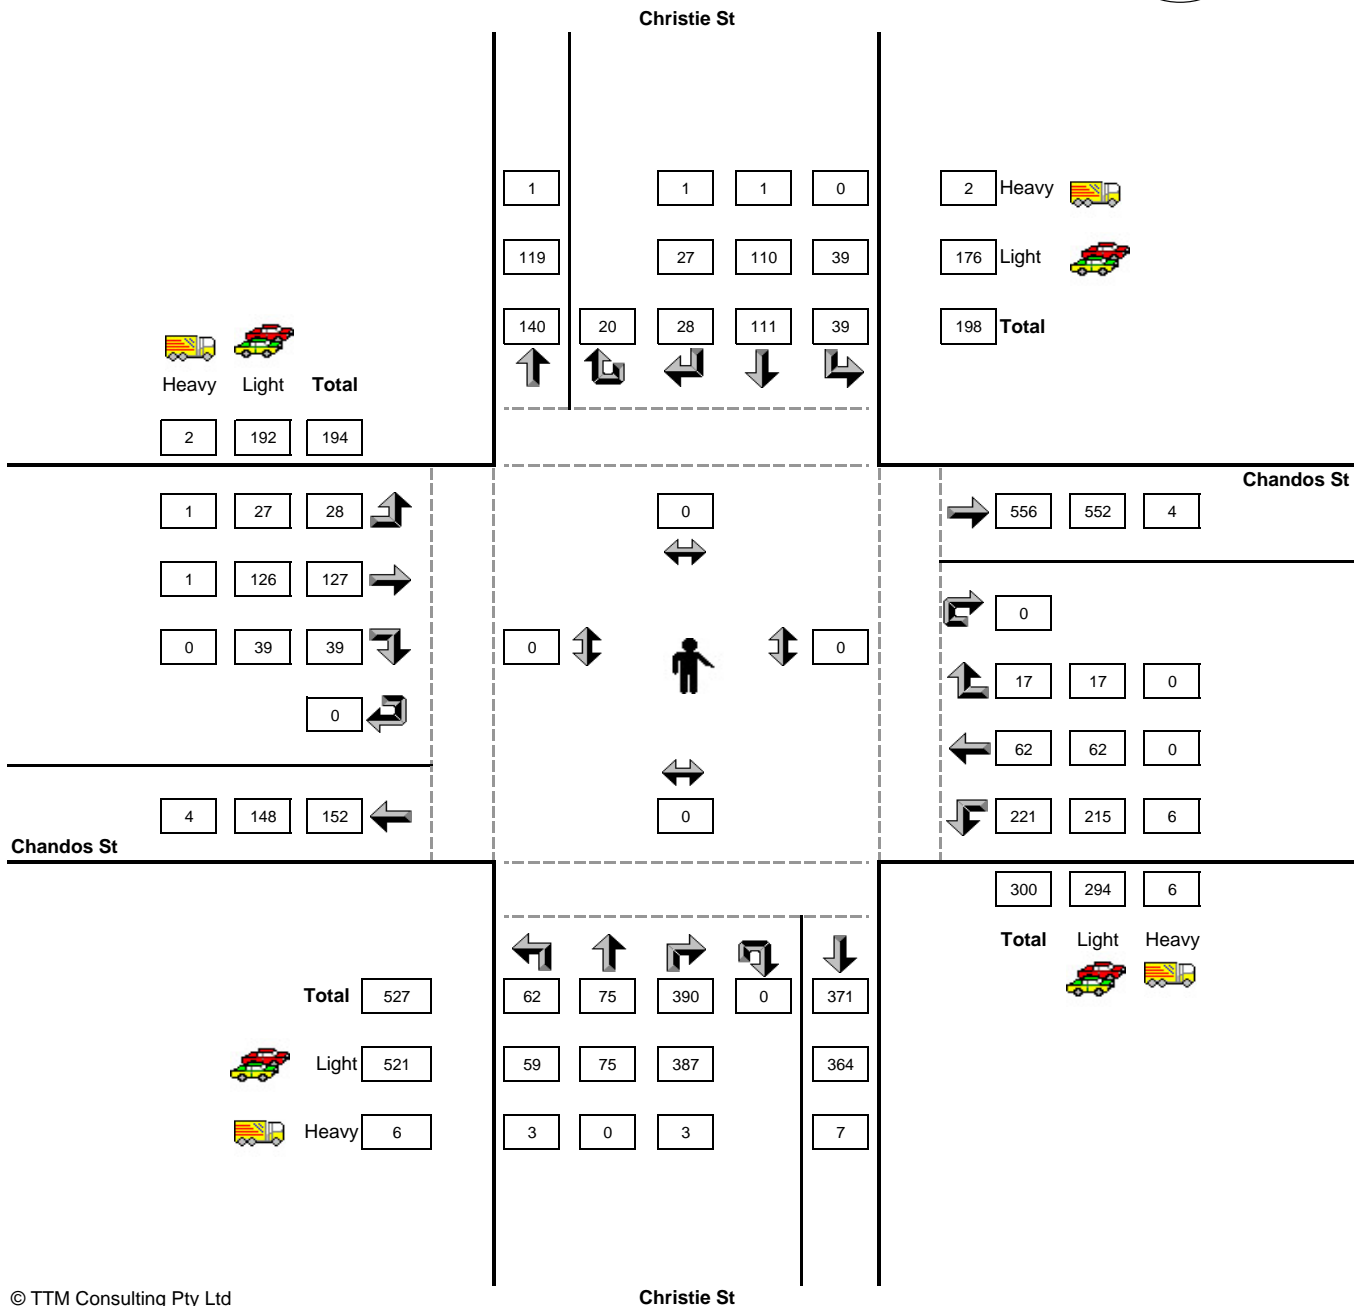 Christie St
1 1 1 0 2 Heavy
119 27 110 39 176 Light
140 20 28 111 39 198 Total
Heavy Light Total
2 192 194
Chandos St
1 27 28 0 556 552 4
1 126 127
0
0 39 39 0 0
17 17 0
0
62 62 0
4 148 152 0 221 215 6
Chandos St
300 294 6
Total Light Heavy
Total 527 62 75 390 0 371
Light 521 59 75 387 364
Heavy 6 3 0 3 7
© TTM Consulting Pty Ltd
Christie St